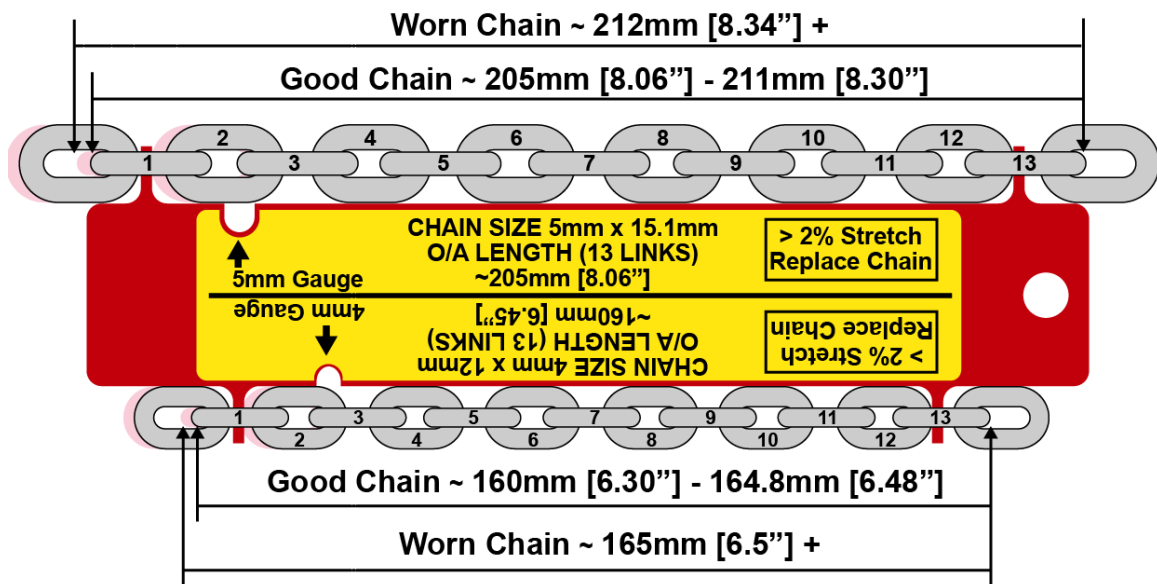 Worn Chain ~ 212mm [8.34”] +
Good Chain ~ 205mm [8.06”] - 211mm [8.30”]
2 4 6 8 10 12
1 3 5 7 9 11 13
CHAIN SIZE 5mm x 15.1mm
O/A LENGTH (13 LINKS)
~205mm [8.06”]
> 2% Stretch
Replace Chain
5mm Gauge
4mm Gauge
CHAIN SIZE 4mm x 12mm
O/A LENGTH (13 LINKS)
~160mm [6.45”]
> 2% Stretch
Replace Chain
1 3 5 7 9 11 13
2 4 6 8 10 12
Good Chain ~ 160mm [6.30”] - 164.8mm [6.48”]
Worn Chain ~ 165mm [6.5”] +